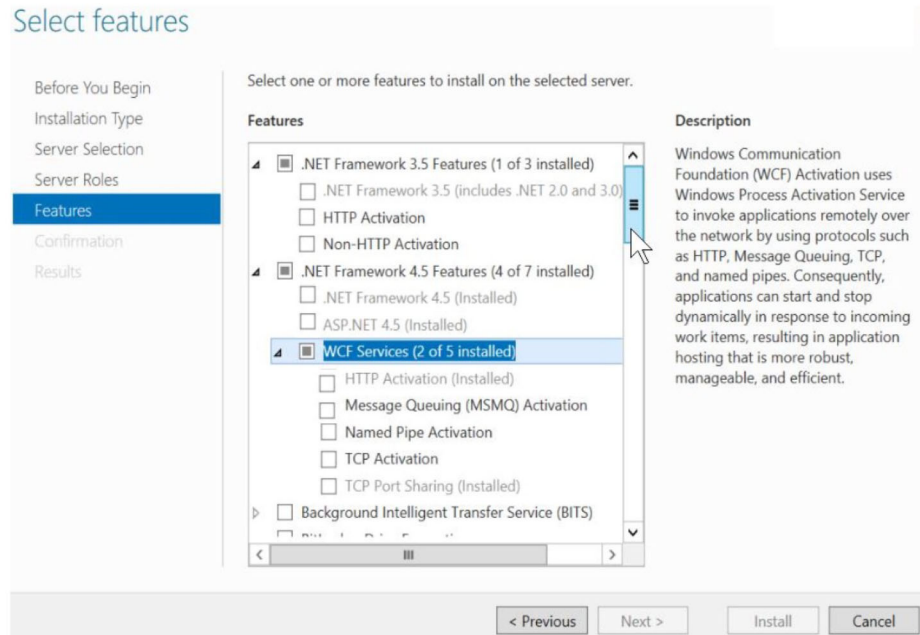 Select features
Before You Begin
Installation Type
Server Selection
Server Roles
Features
Confirmation
Results
Select one or more features to install on the selected server.
Features
.NET Framework 3.5 Features (1 of 3 installed)
.NET Framework 3.5 (includes .NET 2.0 and 3.0)
HTTP Activation
Non-HTTP Activation
.NET Framework 4.5 Features (4 of 7 installed)
.NET Framework 4.5 (Installed)
ASP.NET 4.5 (Installed)
WCF Services (2 of 5 installed)
HTTP Activation (Installed)
Message Queuing (MSMQ) Activation
Named Pipe Activation
TCP Activation
TCP Port Sharing (Installed)
Background Intelligent Transfer Service (BITS)
Description
Windows Communication
Foundation (WCF) Activation uses
Windows Process Activation Service
to invoke applications remotely over
the network by using protocols such
as HTTP, Message Queuing, TCP,
and named pipes. Consequently,
applications can start and stop
dynamically in response to incoming
work items, resulting in application
hosting that is more robust,
manageable, and efficient.
< Previous
Next >
Install
Cancel